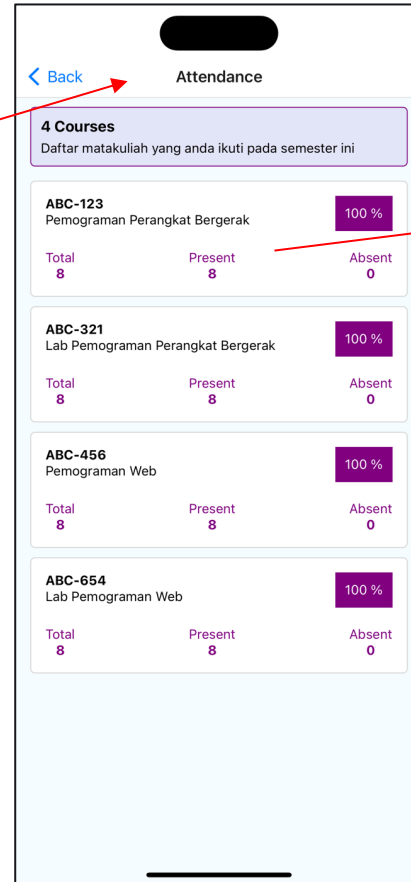 Back
Attendance
4 Courses
Daftar matakuliah yang anda ikuti pada semester ini
ABC-123
Pemograman Perangkat Bergerak
100 %
Total Present Absent
8 8 0
ABC-321
Lab Pemograman Perangkat Bergerak
100 %
Total Present Absent
8 8 0
ABC-456
Pemograman Web
100 %
Total Present Absent
8 8 0
ABC-654
Lab Pemograman Web
100 %
Total Present Absent
8 8 0